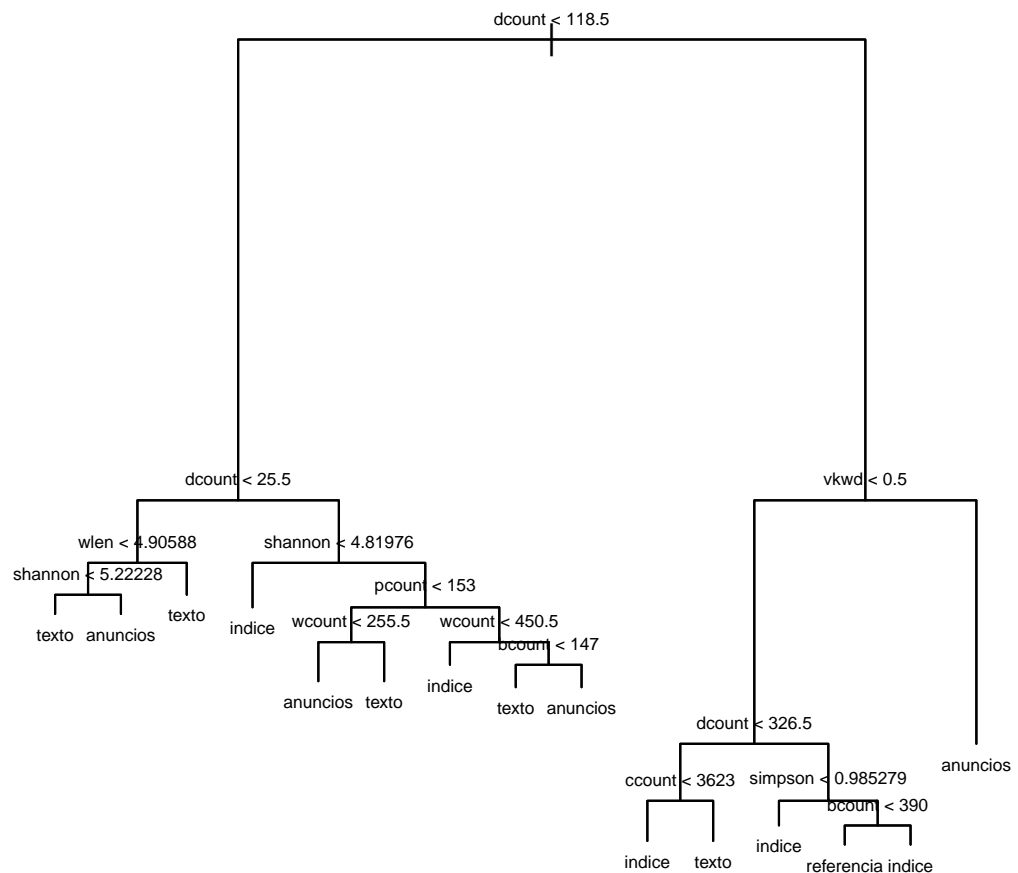 dcount < 118.5
dcount < 25.5
vkwd < 0.5
wlen < 4.90588
shannon < 4.81976
shannon < 5.22228
pcount < 153
texto
indice
wcount < 255.5
wcount < 450.5
texto
anuncios
bcount < 147
indice
anuncios
texto
texto
anuncios
dcount < 326.5
anuncios
ccount < 3623
simpson < 0.985279
bcount < 390
indice
indice
texto
referencia
indice